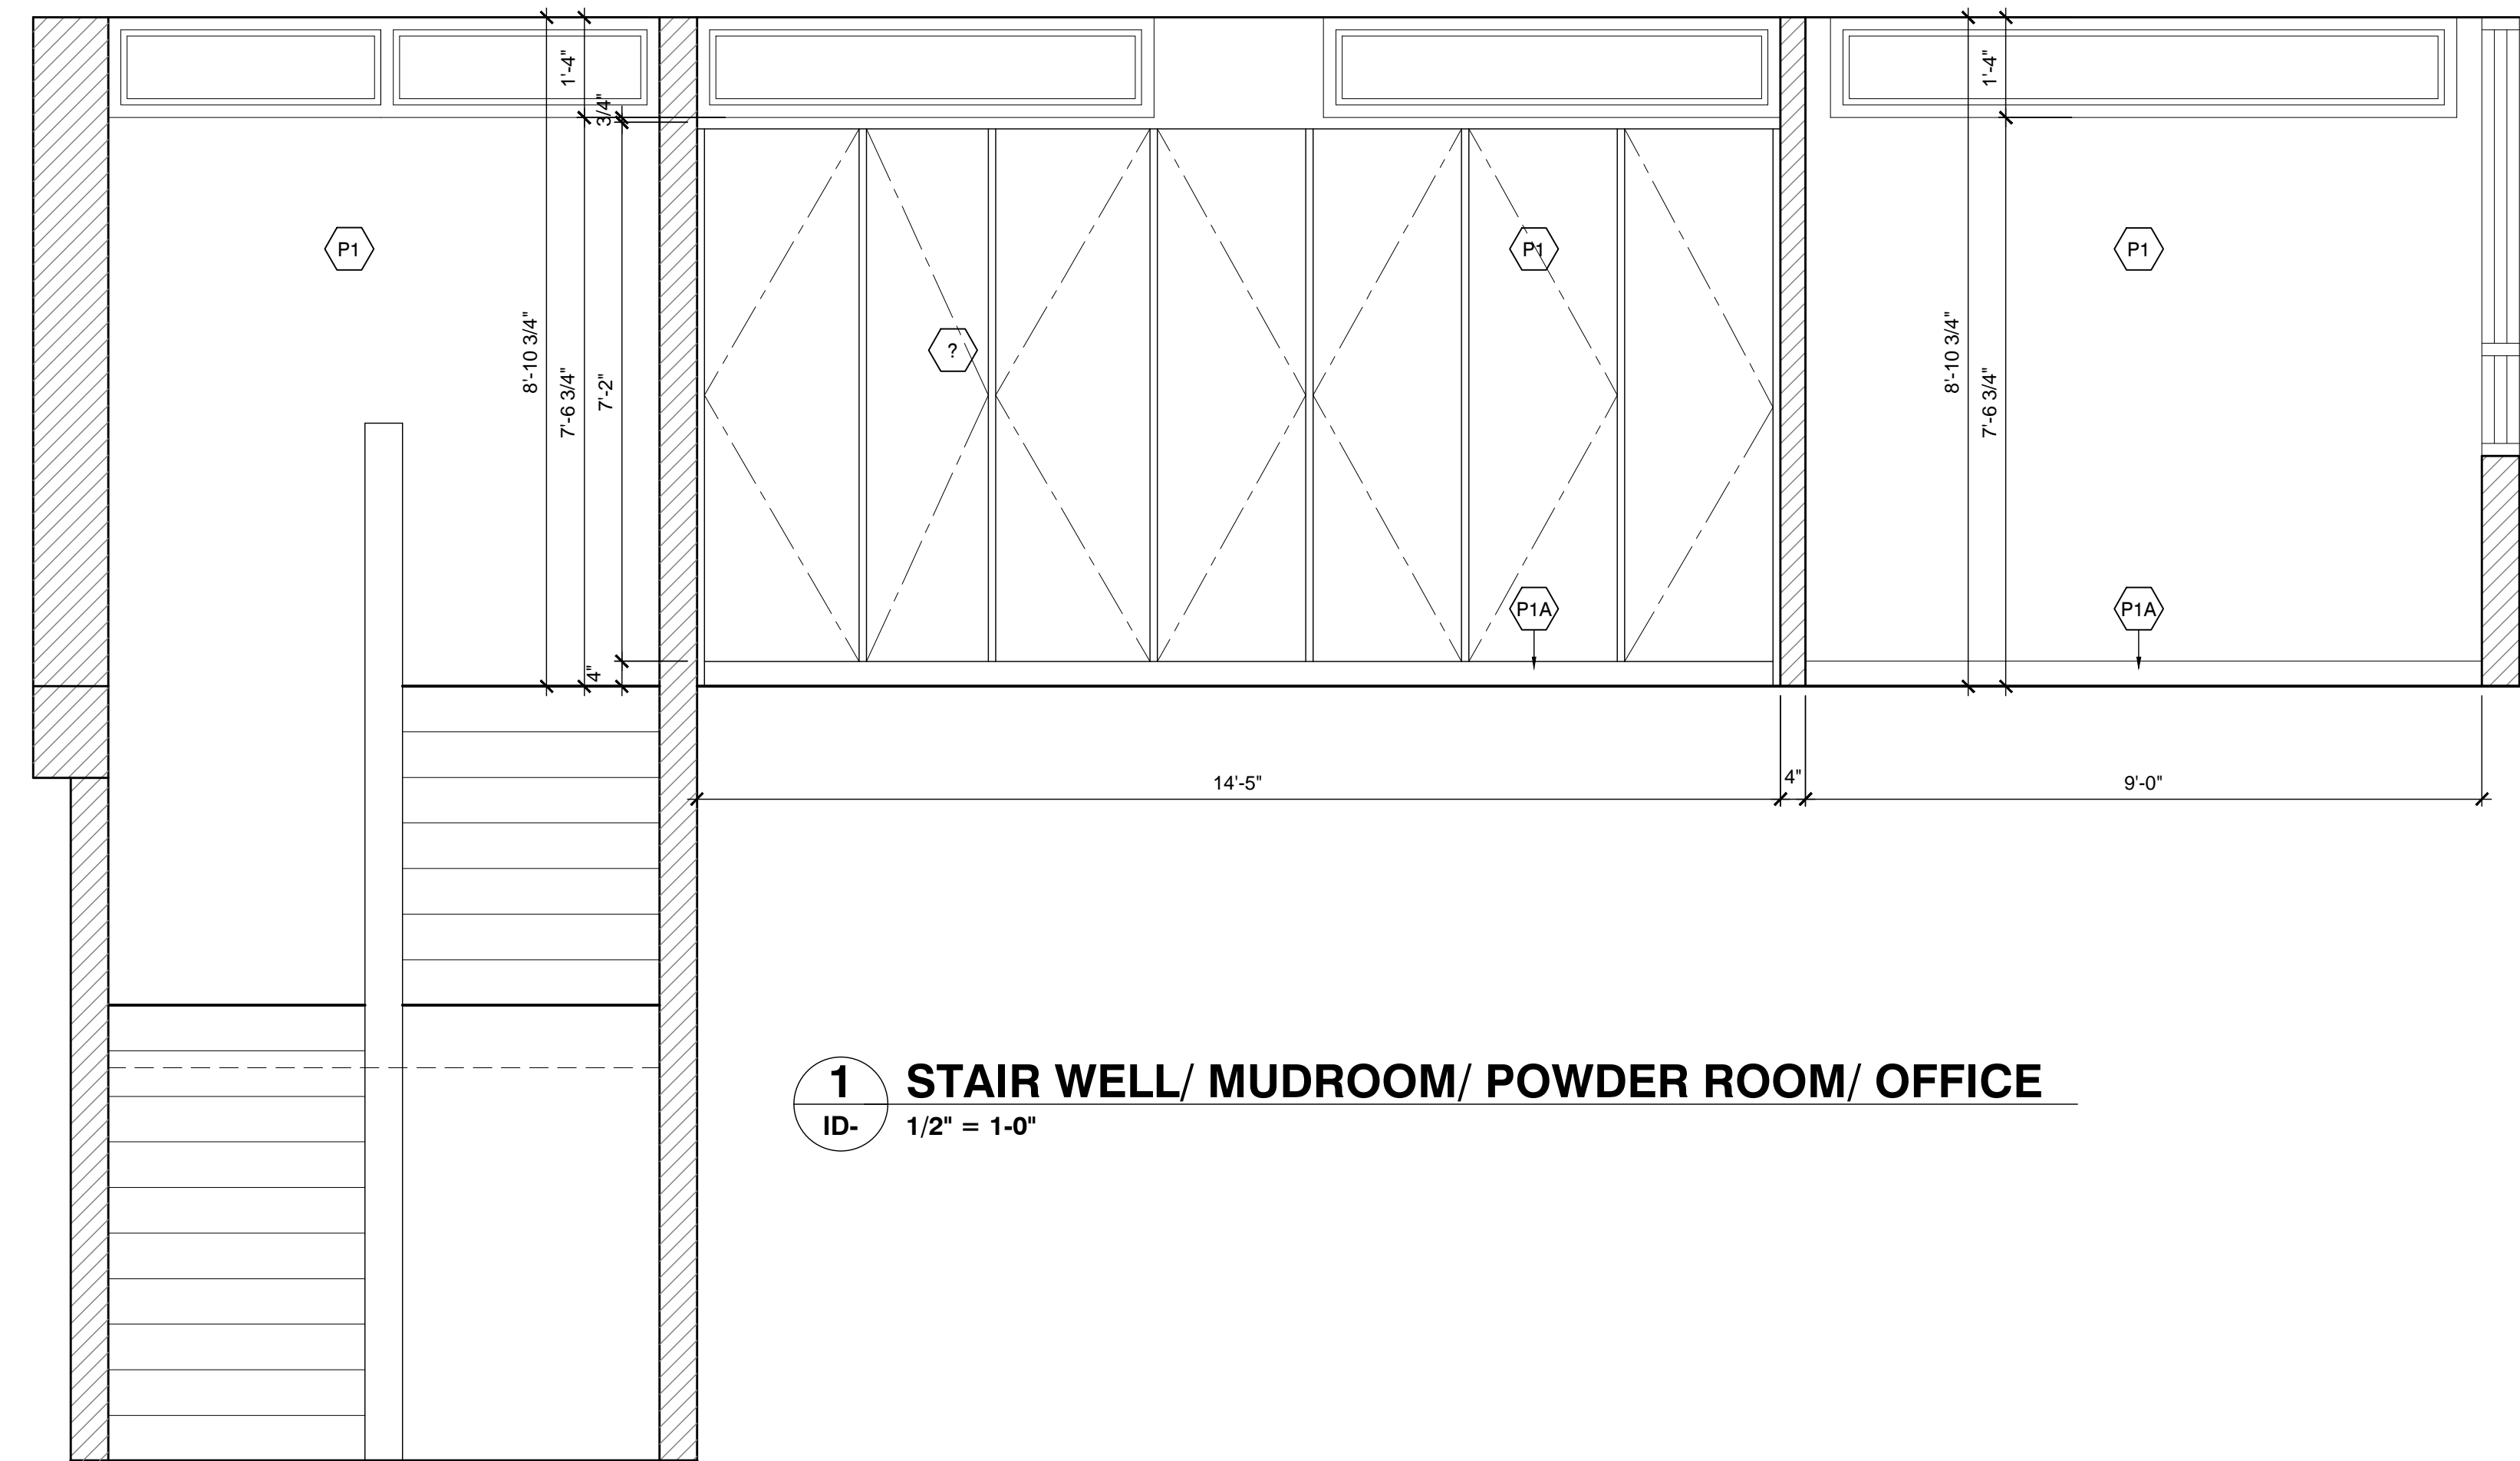 1'-4"
3/4"
1'-4"
P1
P1
P1
?
8'-10 3/4"
7'-6 3/4"
7'-2"
8'-10 3/4"
7'-6 3/4"
P1A
P1A
4"
14'-5"
4"
9'-0"
1
STAIR WELL/ MUDROOM/ POWDER ROOM/ OFFICE
ID-
1/2" = 1-0"